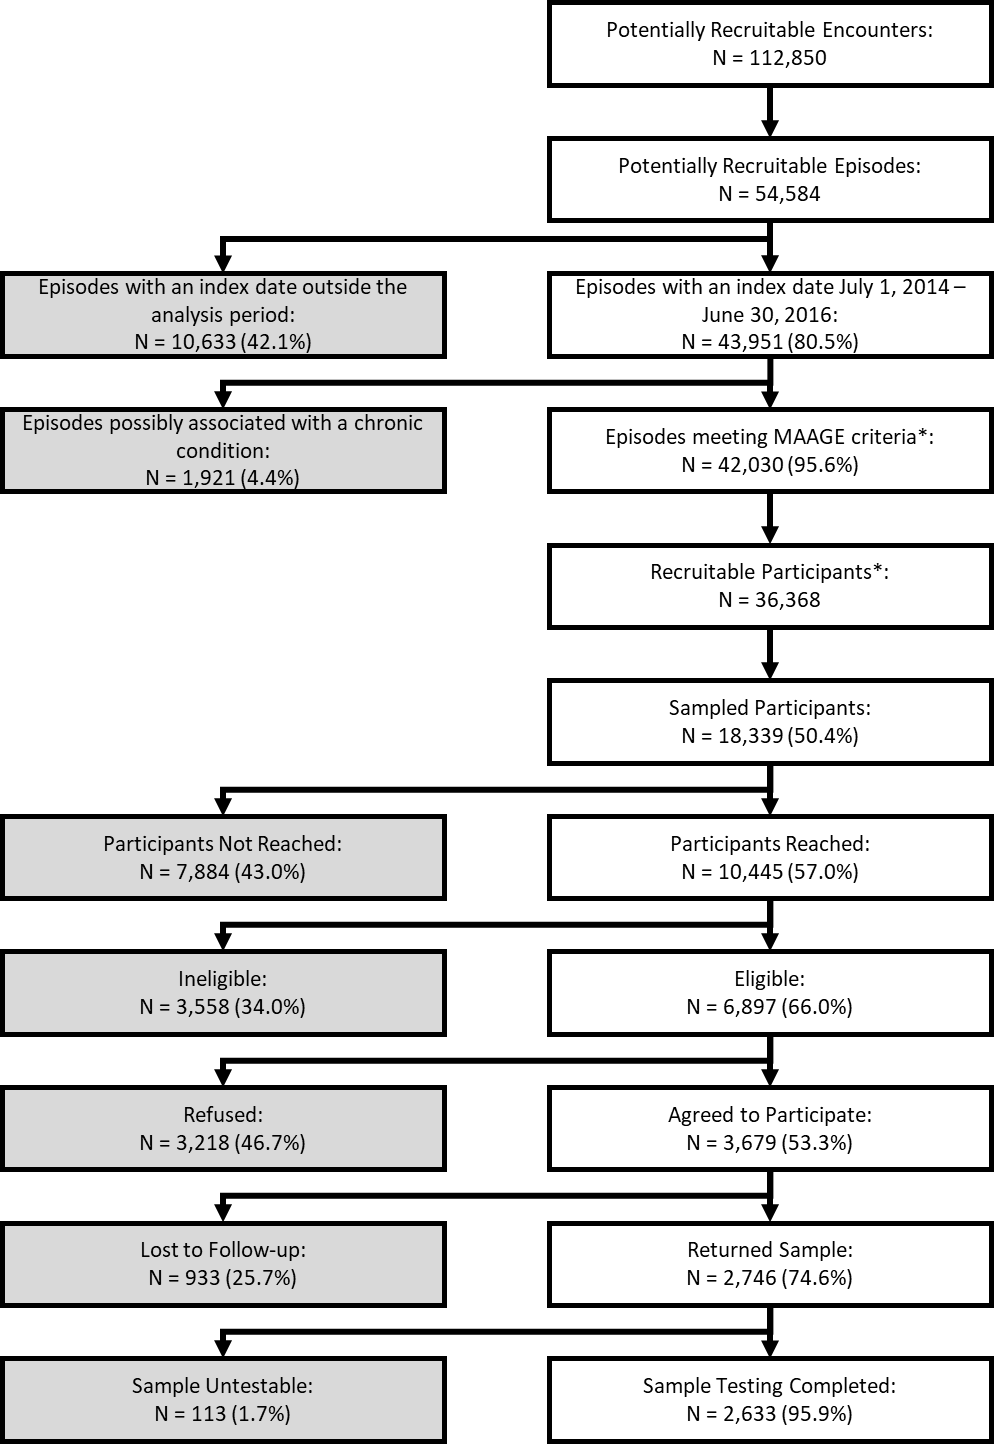 Potentially Recruitable Encounters:
N = 112,850
Potentially Recruitable Episodes:
N = 54,584
Episodes with an index date outside the
analysis period:
N = 10,633 (42.1%)
Episodes with an index date July 1, 2014 –
June 30, 2016:
N = 43,951 (80.5%)
Episodes possibly associated with a chronic
condition:
N = 1,921 (4.4%)
Episodes meeting MAAGE criteria*:
N = 42,030 (95.6%)
Recruitable Participants*:
N = 36,368
Sampled Participants:
N = 18,339 (50.4%)
Participants Not Reached:
N = 7,884 (43.0%)
Participants Reached:
N = 10,445 (57.0%)
Ineligible:
N = 3,558 (34.0%)
Eligible:
N = 6,897 (66.0%)
Refused:
N = 3,218 (46.7%)
Agreed to Participate:
N = 3,679 (53.3%)
Lost to Follow-up:
N = 933 (25.7%)
Returned Sample:
N = 2,746 (74.6%)
Sample Untestable:
N = 113 (1.7%)
Sample Testing Completed:
N = 2,633 (95.9%)